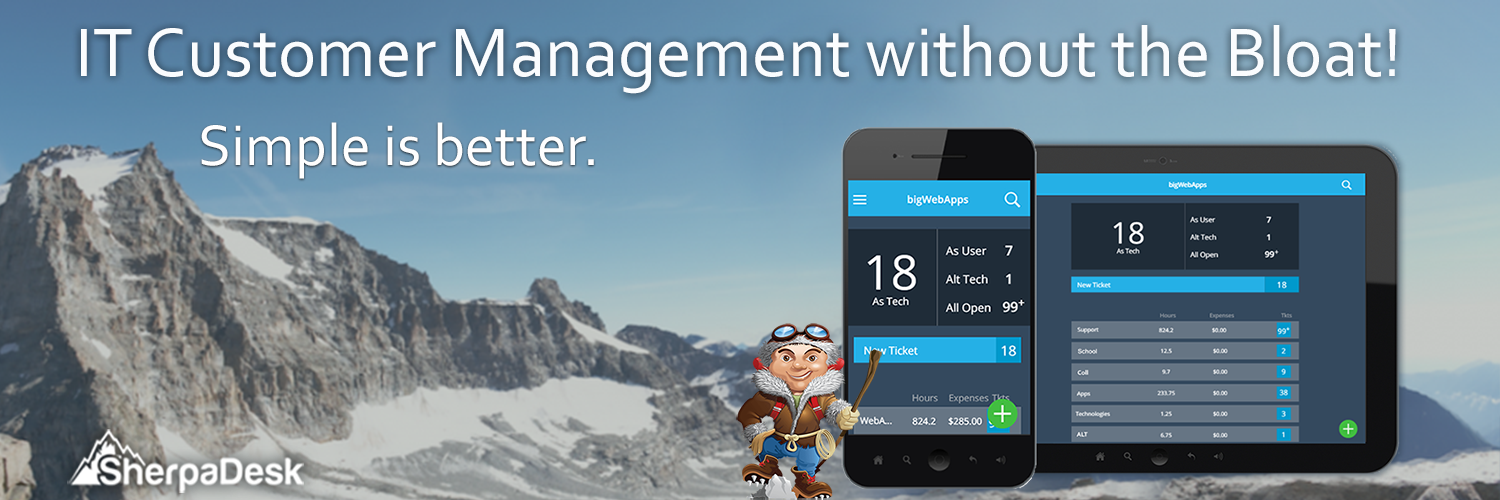 IT Customer Management without the Bloat!
Simple is better.
SherpaDesk
bigWebApps
18
As Tech
As User 7
Alt Tech 1
All Open 99+
New Ticket 18
Hours Expenses Tkts
WebA... 824.2 $285.00
bigWebApps
18
As Tech
As User 7
Alt Tech 1
All Open 99+
New Ticket 18
Hours Expenses Tkts
Support 824.2 $0.00 99+
School 12.5 $0.00 2
Coll 9.7 $0.00 9
Apps 233.75 $0.00 38
Technologies 1.25 $0.00 3
ALT 6.75 $0.00 1